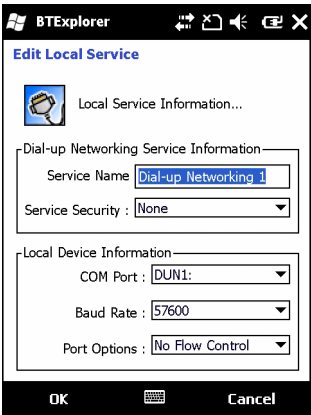 BTExplorer
Edit Local Service
Local Service Information...
Dial-up Networking Service Information
Service Name Dial-up Networking 1
Service Security : None
Local Device Information
COM Port : DUN1:
Baud Rate : 57600
Port Options : No Flow Control
OK Cancel